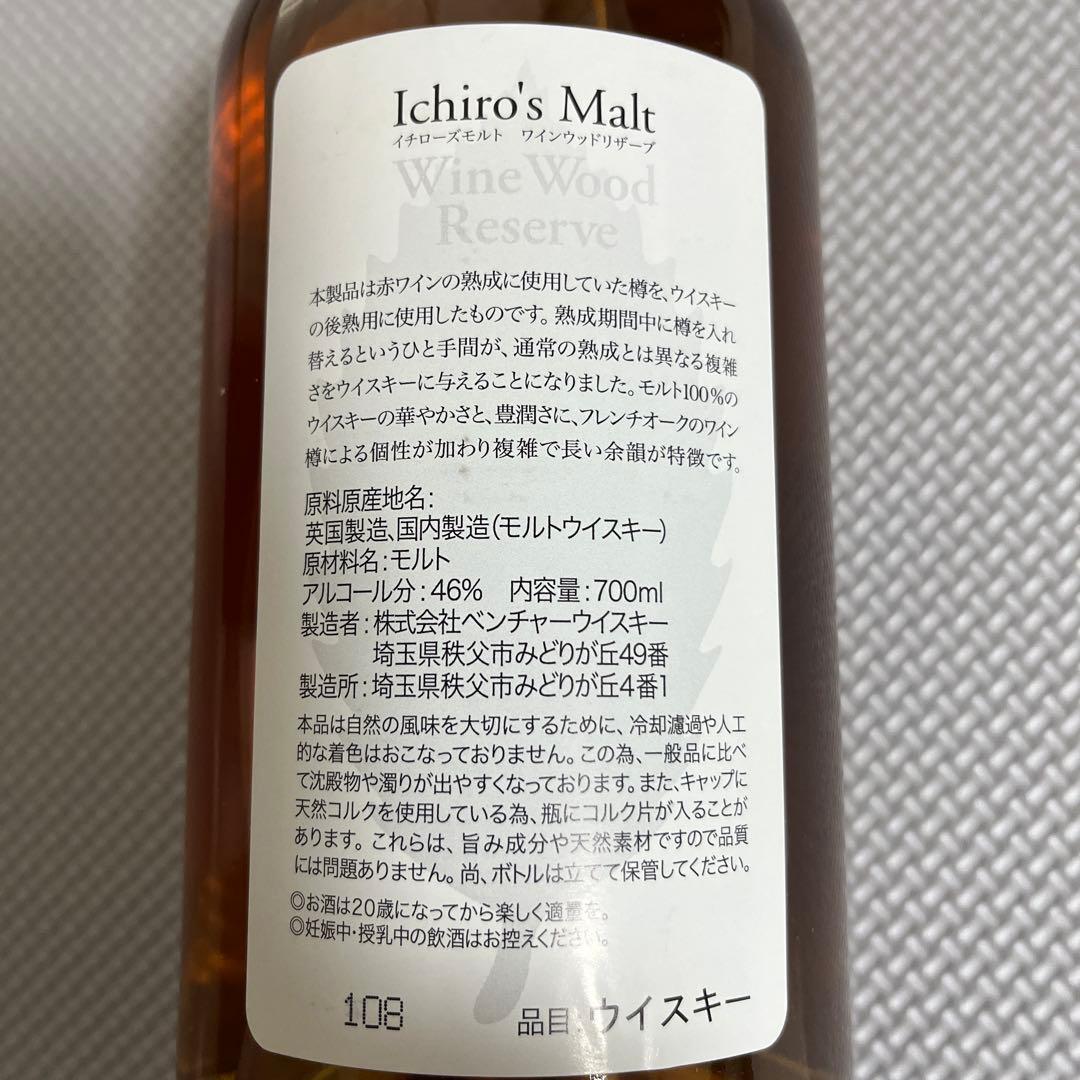 Ichiro's Malt
イチローズモルト　ワインウッドリザーブ
Wine Wood
Reserve
本製品は赤ワインの熟成に使用していた樽を、ウイスキー
の後熟用に使用したものです。熟成期間中に樽を入れ
替えるというひと手間が、通常の熟成とは異なる複雑
さをウイスキーに与えることになりました。モルト100%の
ウイスキーの華やかさと、豊潤さに、フレンチオークのワイン
樽による個性が加わり複雑で長い余韻が特徴です。
原料原産地名:
英国製造、国内製造(モルトウイスキー)
原材料名:モルト
アルコール分:46%　内容量:700ml
製造者:株式会社ベンチャーウイスキー
埼玉県秩父市みどりが丘49番
製造所:埼玉県秩父市みどりが丘4番1
本品は自然の風味を大切にするために、冷却濾過や人工
的な着色はおこなっておりません。この為、一般品に比べ
て沈殿物や濁りが出やすくなっております。また、キャップに
天然コルクを使用している為、瓶にコルク片が入ることが
あります。これらは、旨み成分や天然素材ですので品質
には問題ありません。尚、ボトルは立てて保管してください。
◎お酒は20歳になってから楽しく適量を。
◎妊娠中・授乳中の飲酒はお控えください。
108　品目:ウイスキー